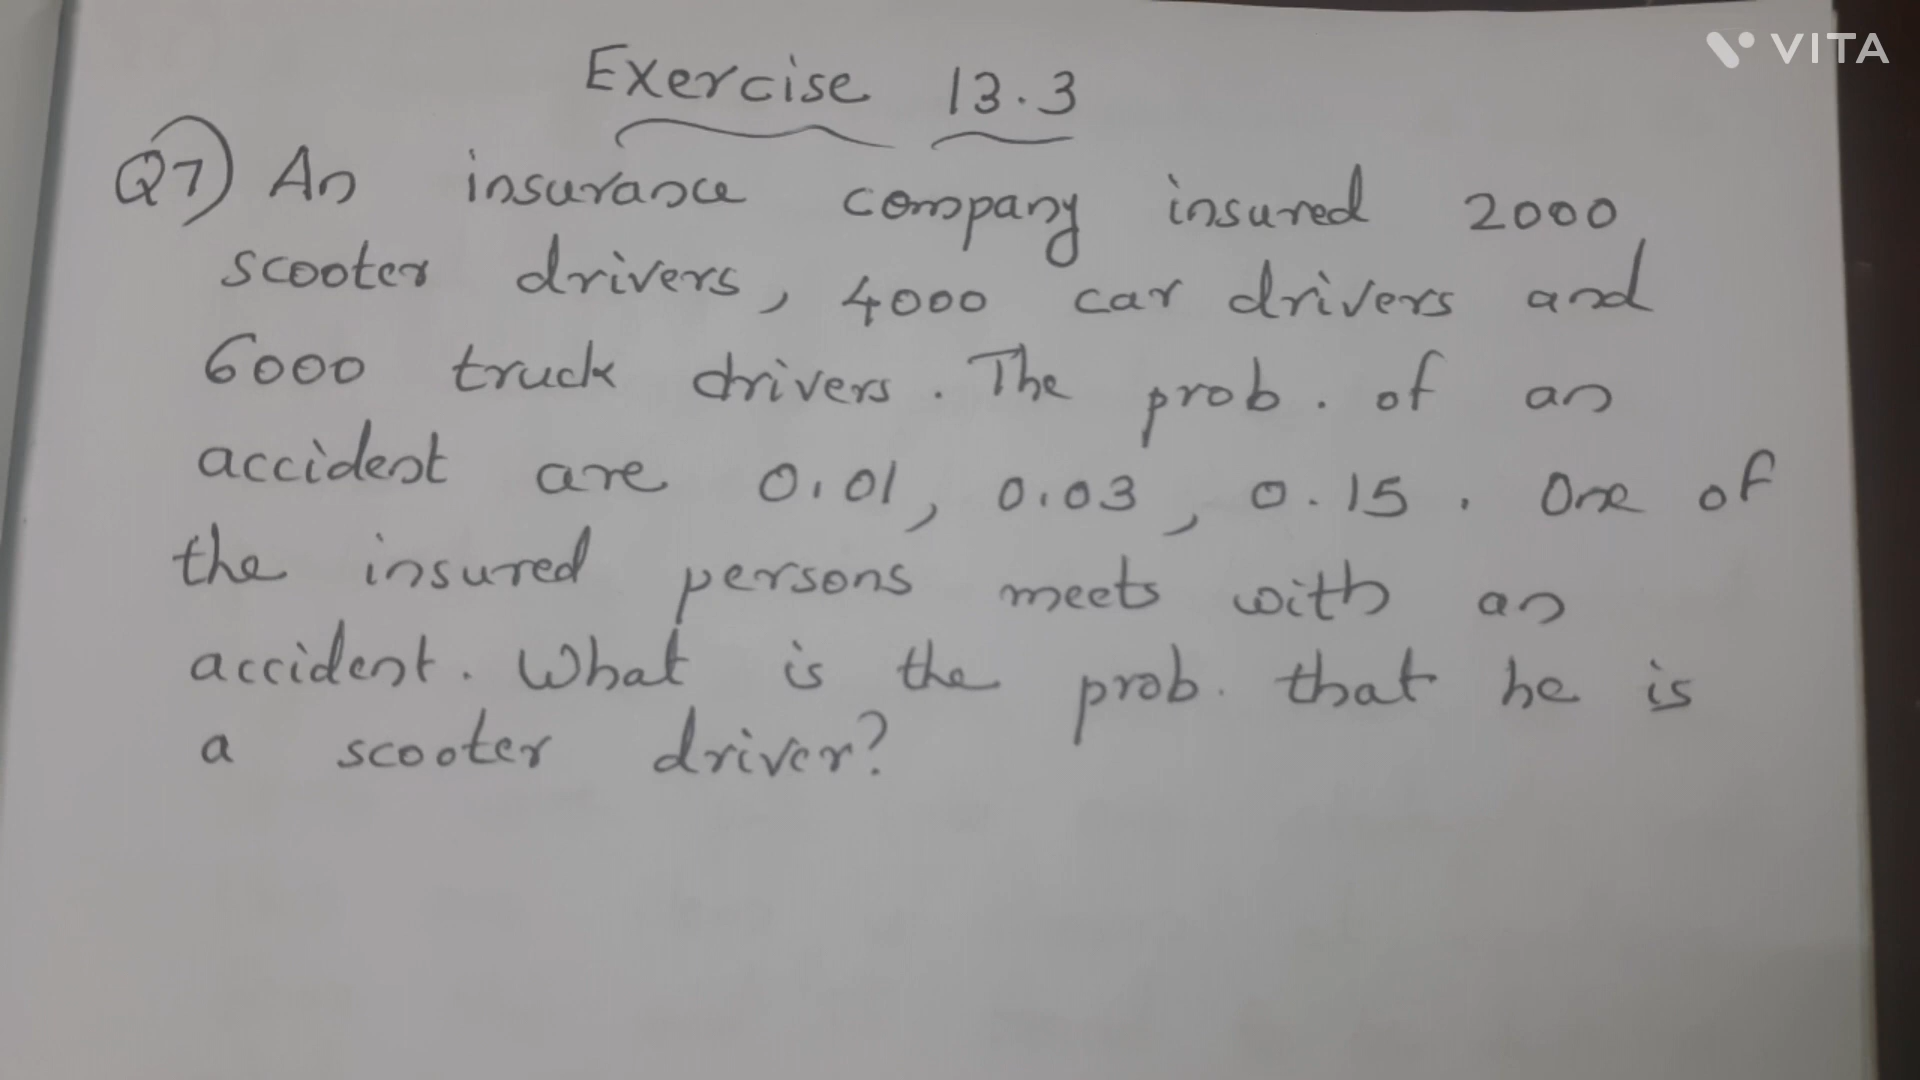 VITA
Exercise 13.3
Q7) An insurance company insured 2000
scooter drivers, 4000 car drivers and
6000 truck drivers. The prob. of an
accident are 0.01, 0.03, 0.15. One of
the insured persons meets with an
accident. What is the prob. that he is
a scooter driver?